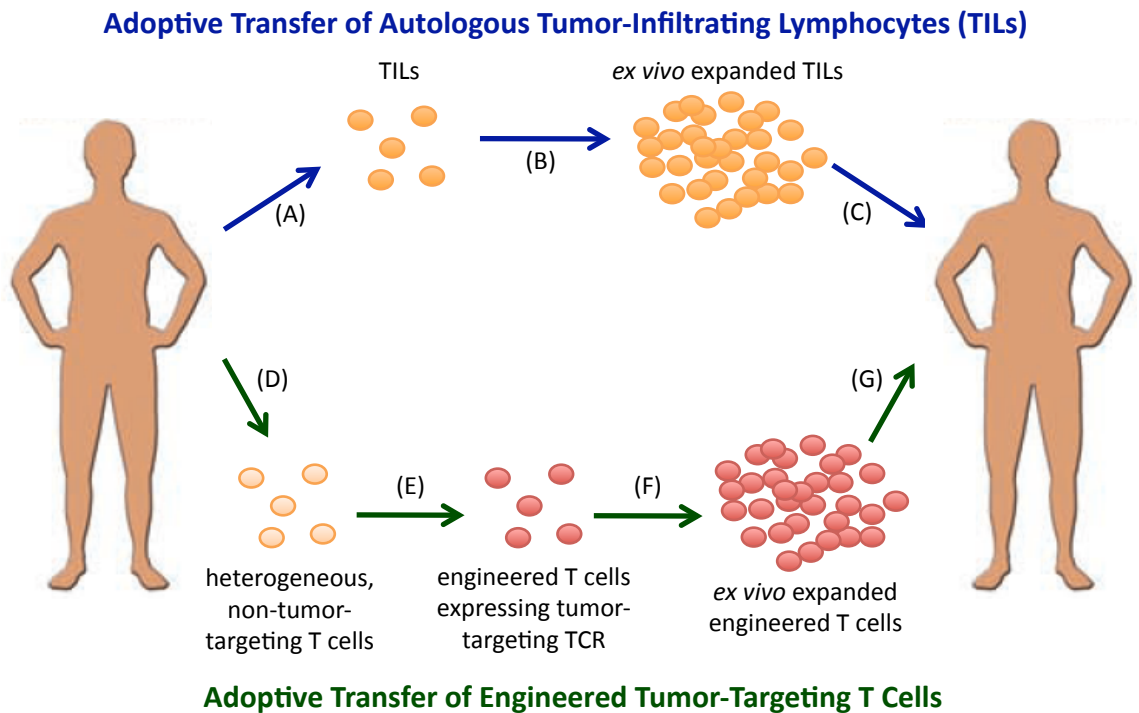 Adoptive Transfer of Autologous Tumor-Infiltrating Lymphocytes (TILs)
TILs
ex vivo expanded TILs
(A)
(B)
(C)
(D)
(E)
(F)
(G)
heterogeneous,
non-tumor-
targeting T cells
engineered T cells
expressing tumor-
targeting TCR
ex vivo expanded
engineered T cells
Adoptive Transfer of Engineered Tumor-Targeting T Cells